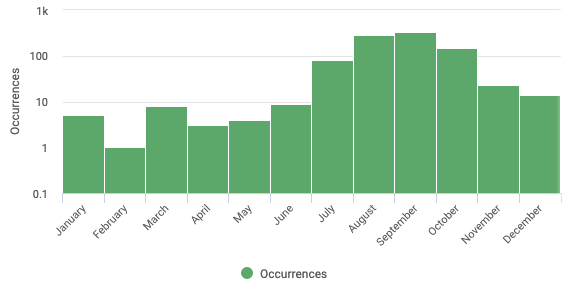 1k
100
10
1
0.1
Occurrences
January
February
March
April
May
June
July
August
September
October
November
December
Occurrences